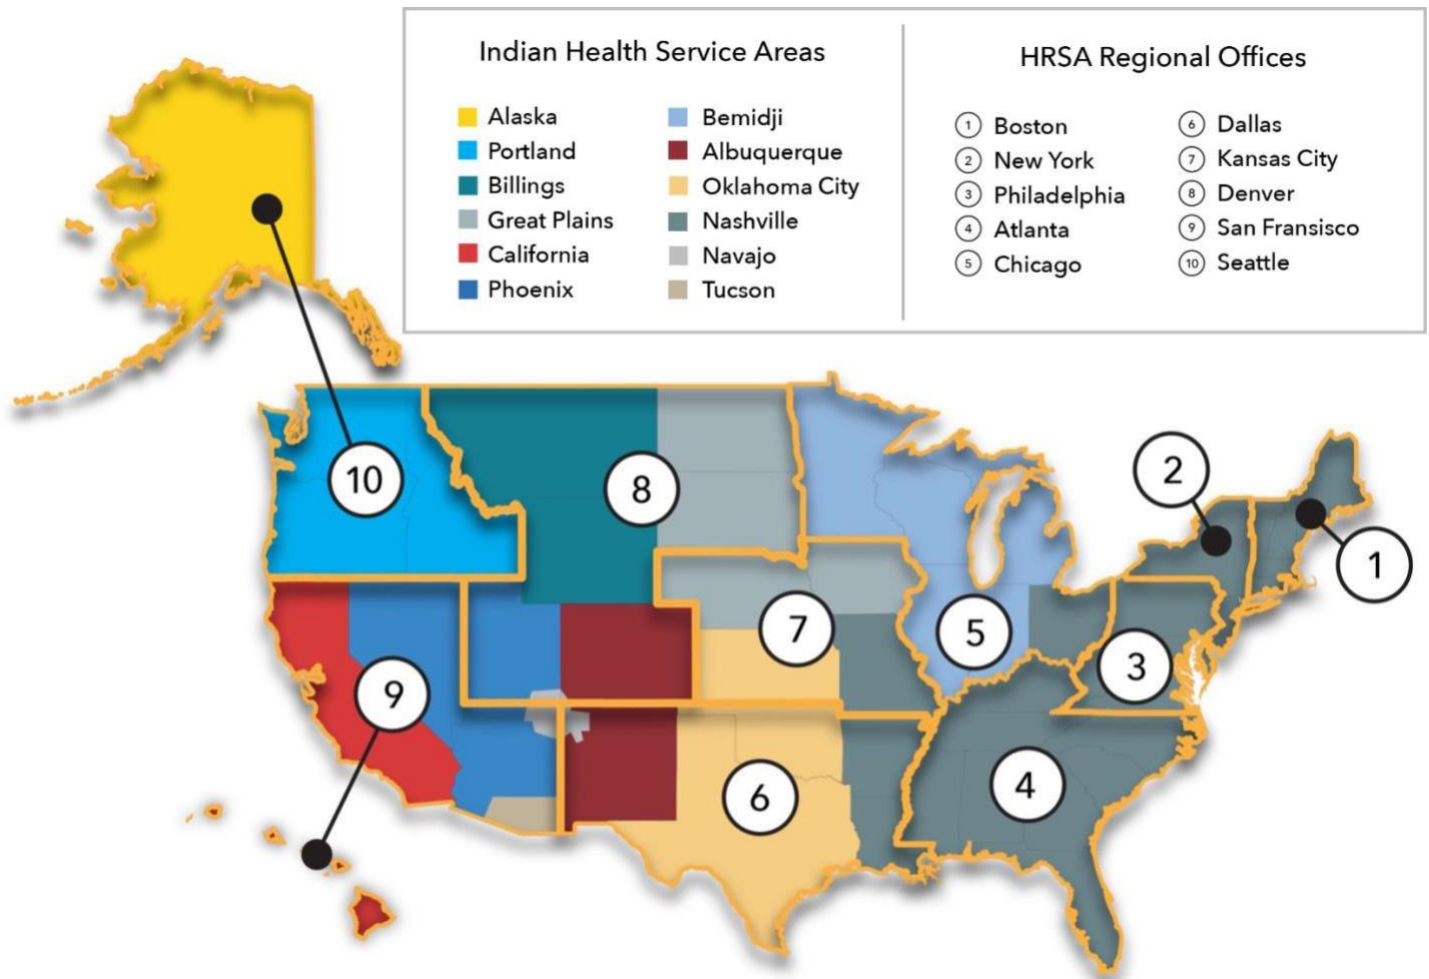 Indian Health Service Areas
Alaska
Portland
Billings
Great Plains
California
Phoenix
Bemidji
Albuquerque
Oklahoma City
Nashville
Navajo
Tucson
HRSA Regional Offices
1 Boston
2 New York
3 Philadelphia
4 Atlanta
5 Chicago
6 Dallas
7 Kansas City
8 Denver
9 San Fransisco
10 Seattle
10
8
2
1
7
5
3
9
6
4